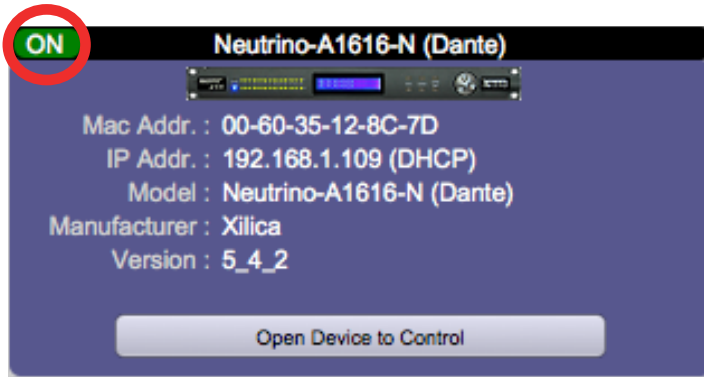 ON Neutrino-A1616-N (Dante)
Mac Addr. : 00-60-35-12-8C-7D
IP Addr. : 192.168.1.109 (DHCP)
Model : Neutrino-A1616-N (Dante)
Manufacturer : Xilica
Version : 5_4_2
Open Device to Control